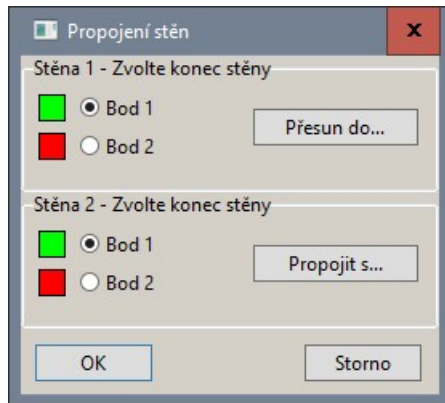 Propojení stěn
x
Stěna 1 - Zvolte konec stěny
Bod 1
Přesun do...
Bod 2
Stěna 2 - Zvolte konec stěny
Bod 1
Propojit s...
Bod 2
OK
Storno